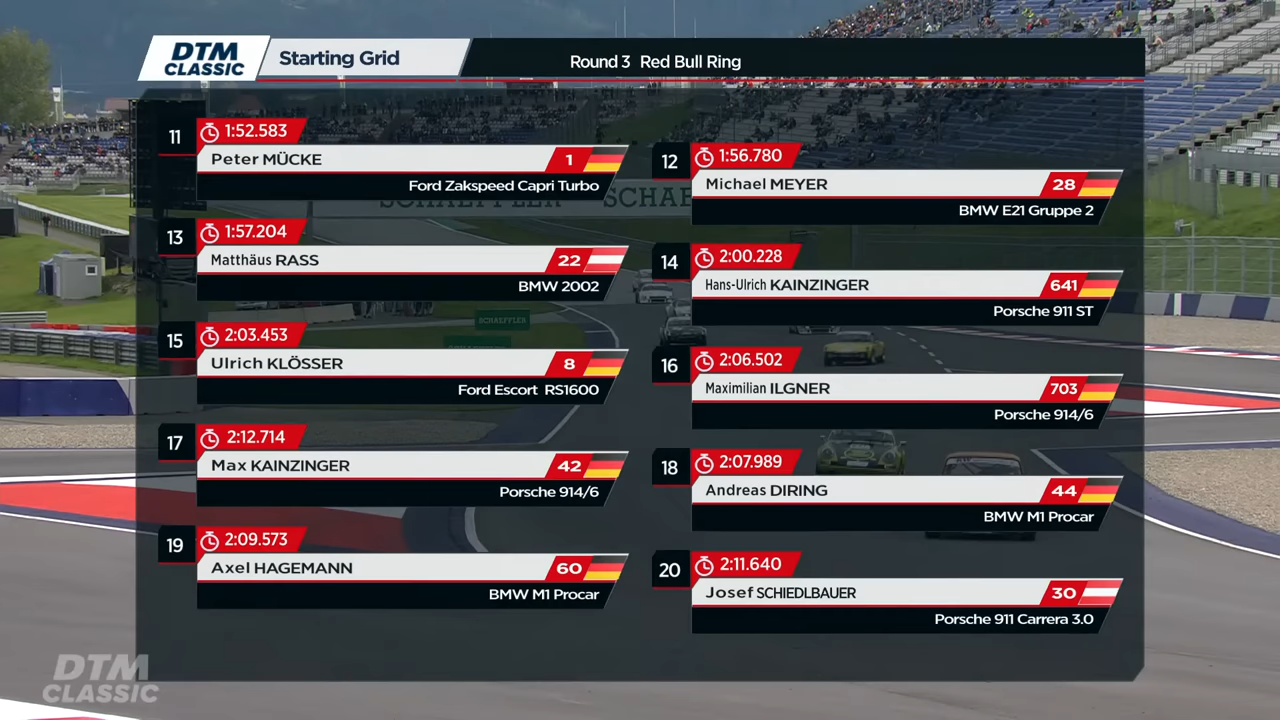 DTM
CLASSIC
Starting Grid
Round 3 Red Bull Ring
11
1:52.583
Peter MÜCKE
1
Ford Zakspeed Capri Turbo
12
1:56.780
Michael MEYER
28
BMW E21 Gruppe 2
13
1:57.204
Matthäus RASS
22
BMW 2002
14
2:00.228
Hans-Ulrich KAINZINGER
641
Porsche 911 ST
15
2:03.453
Ulrich KLÖSSER
8
Ford Escort RS1600
16
2:06.502
Maximilian ILGNER
703
Porsche 914/6
17
2:12.714
Max KAINZINGER
42
Porsche 914/6
18
2:07.989
Andreas DIRING
44
BMW M1 Procar
19
2:09.573
Axel HAGEMANN
60
BMW M1 Procar
20
2:11.640
Josef SCHIEDLBAUER
30
Porsche 911 Carrera 3.0
SCHAEFFLER
SCHAEFFLER
DTM
CLASSIC